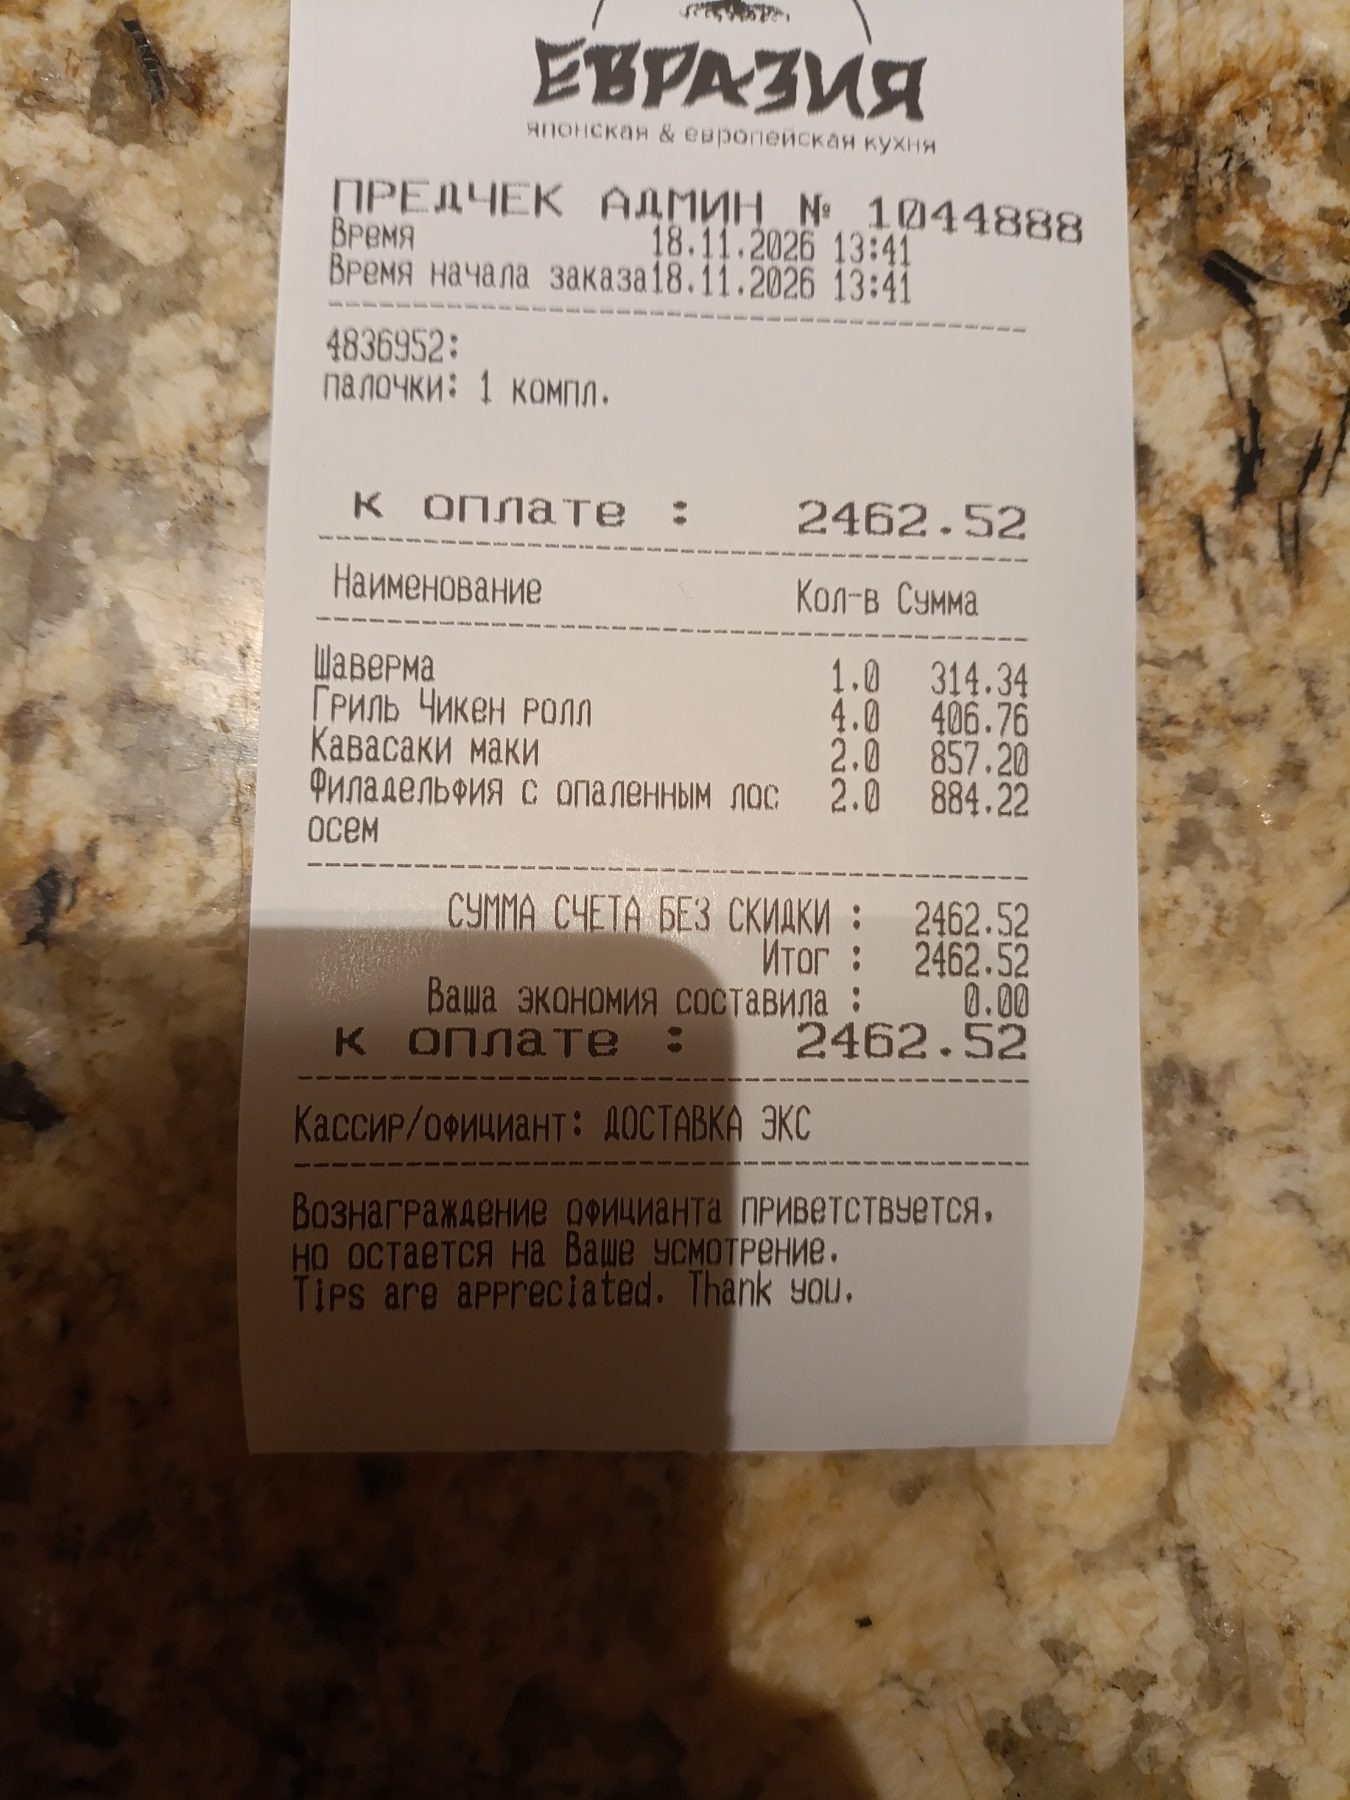 ЕВРАЗИЯ
японская & европейская кухня
ПРЕДЧЕК АДМИН № 1044888
Время 18.11.2026 13:41
Время начала заказа18.11.2026 13:41
4836952:
палочки: 1 компл.
К оплате : 2462.52
Наименование Кол-в Сумма
Шаверма 1.0 314.34
Гриль Чикен ролл 4.0 406.76
Кавасаки маки 2.0 857.20
Филадельфия с опаленным лос 2.0 884.22
осем
СУММА СЧЕТА БЕЗ СКИДКИ : 2462.52
Итог : 2462.52
Ваша экономия составила : 0.00
К оплате : 2462.52
Кассир/официант: ДОСТАВКА ЭКС
Вознаграждение официанта приветствуется,
но остается на Ваше усмотрение.
Tips are appreciated. Thank you.